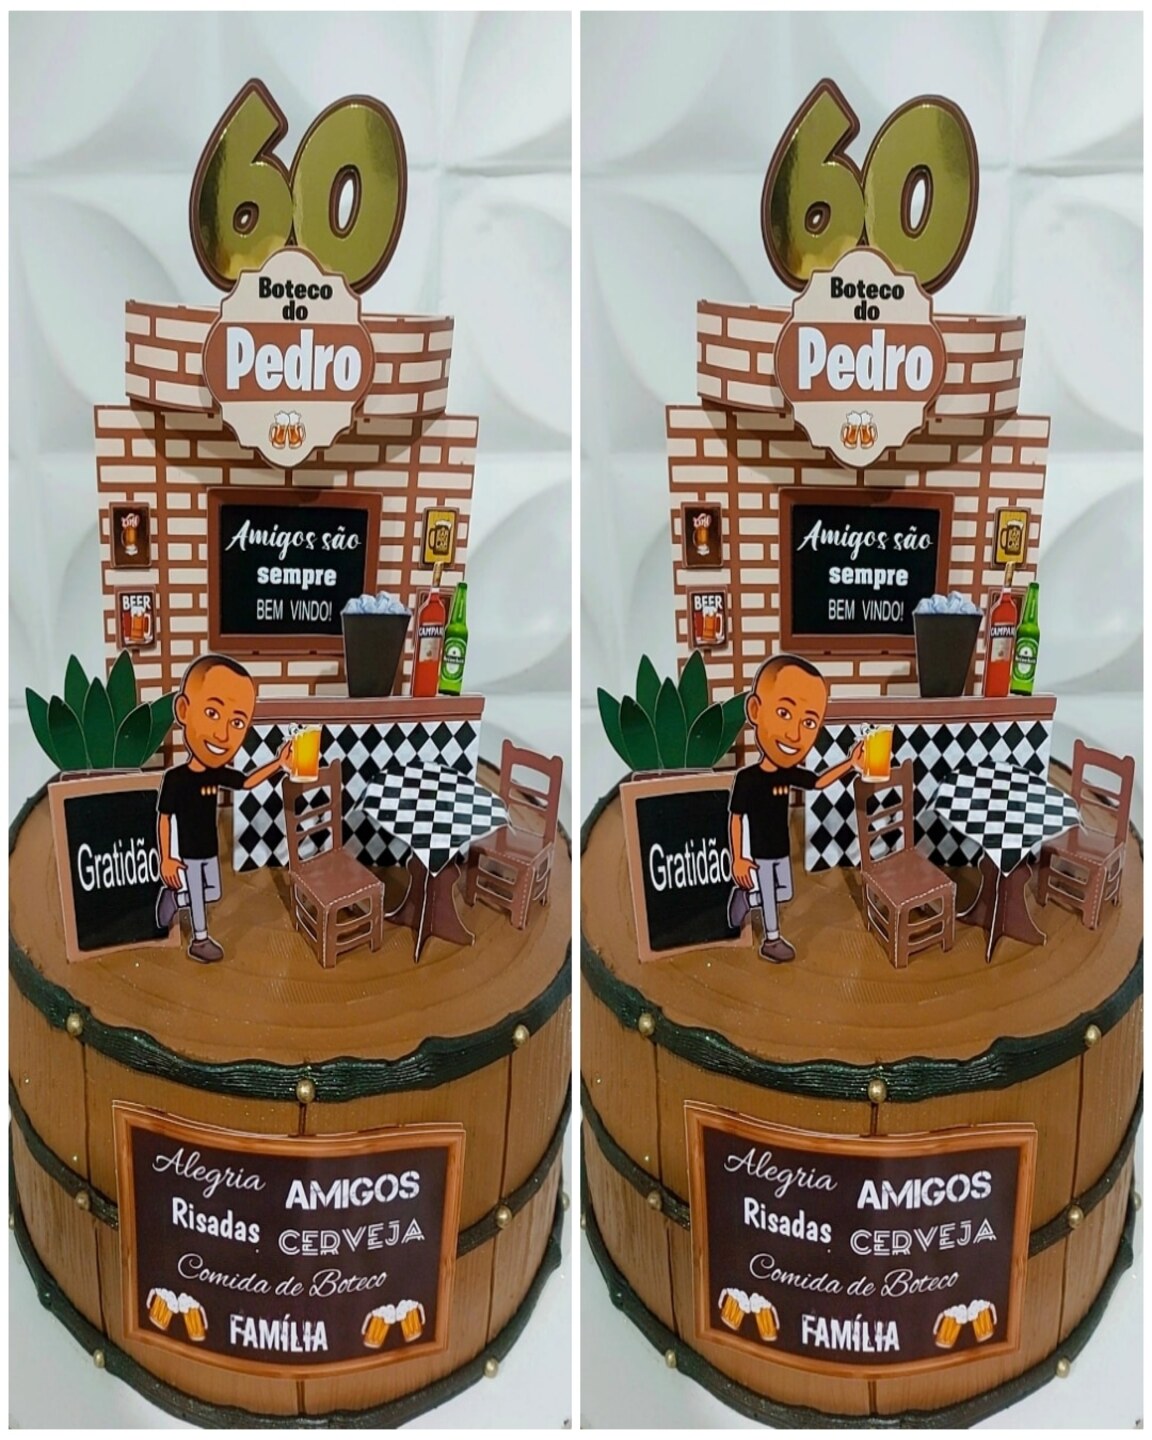 60
Boteco
do
Pedro
Amigos são
sempre
BEM VINDO!
BEER
CAMPARI
Gratidão
Alegria AMIGOS
Risadas CERVEJA
Comida de Boteco
FAMÍLIA
60
Boteco
do
Pedro
Amigos são
sempre
BEM VINDO!
BEER
CAMPARI
Gratidão
Alegria AMIGOS
Risadas CERVEJA
Comida de Boteco
FAMÍLIA